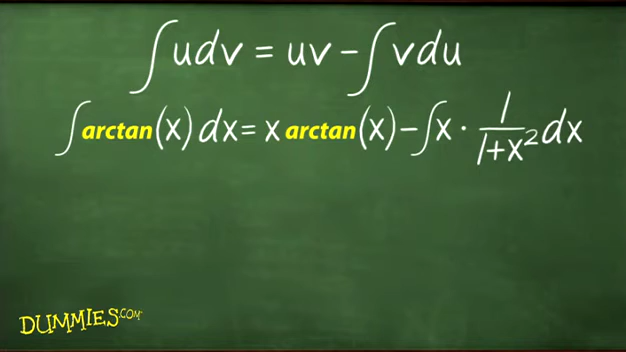 ∫udv = uv − ∫vdu
∫arctan(x) dx = x arctan(x) − ∫x · 1/(1+x²) dx
DUMMIES.COM